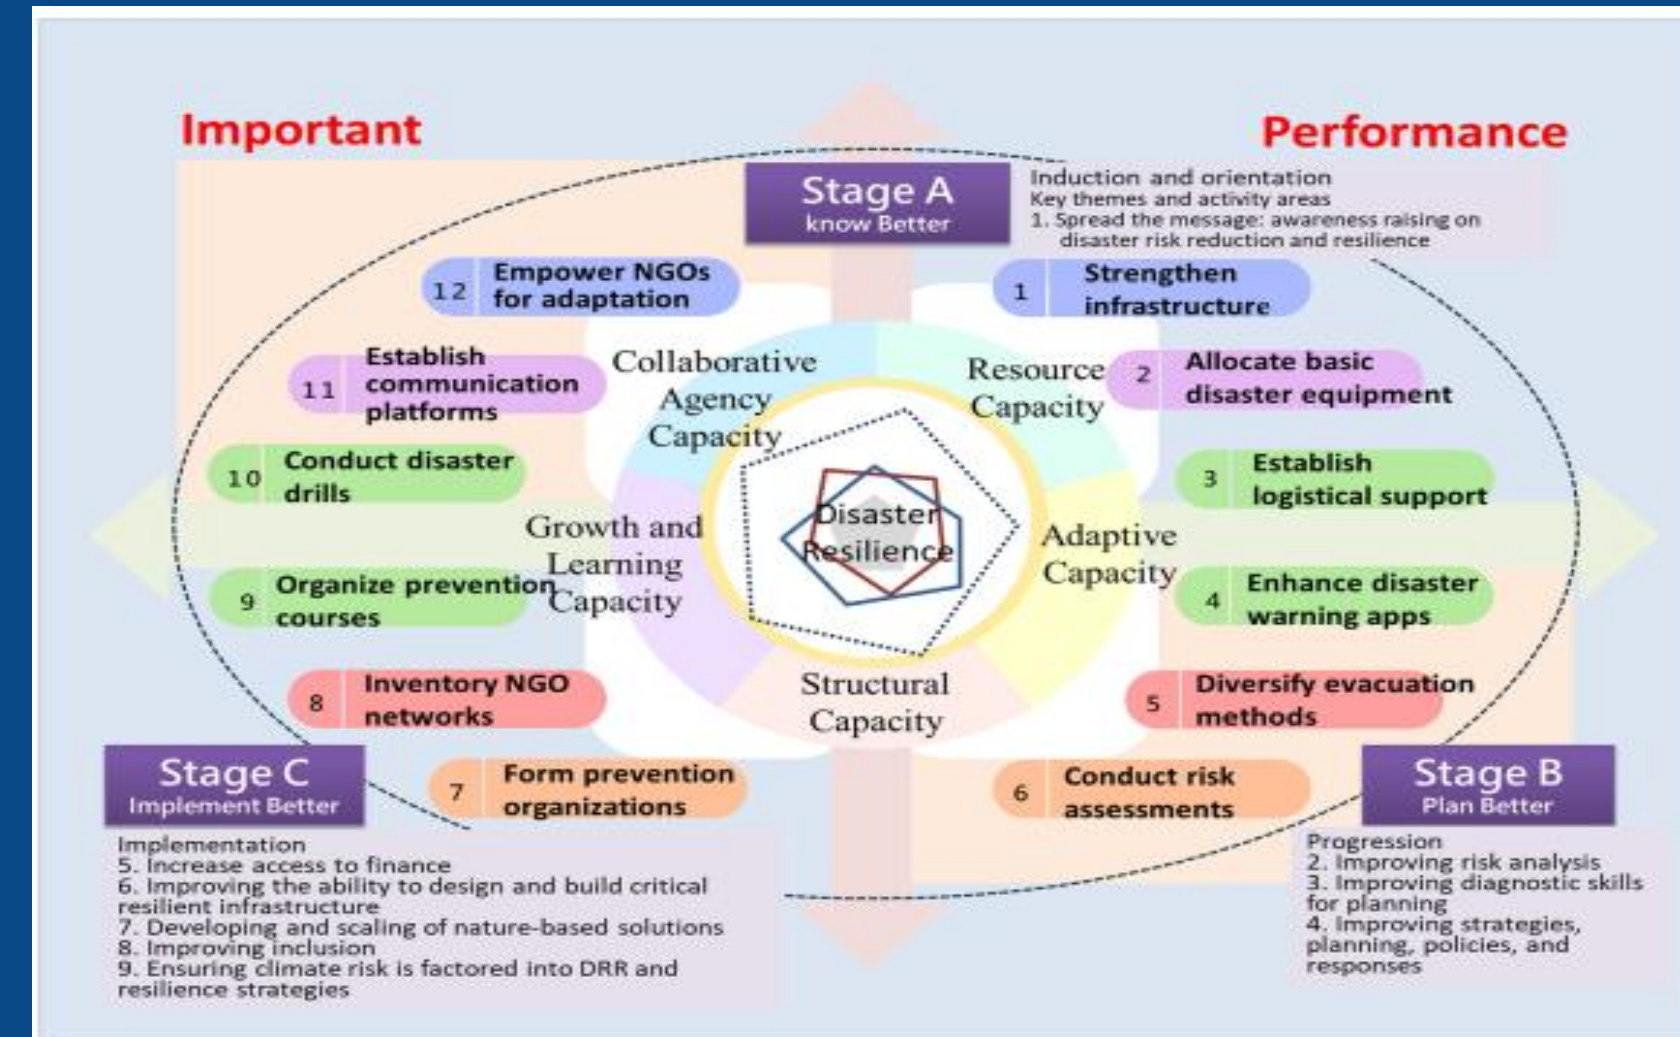 Important
Performance
Stage A
know Better
Induction and orientation
Key themes and activity areas
1. Spread the message: awareness raising on
disaster risk reduction and resilience
12 Empower NGOs
for adaptation
1 Strengthen
infrastructure
11 Establish
communication
platforms
Collaborative
Agency
Capacity
Resource
Capacity
2 Allocate basic
disaster equipment
10 Conduct disaster
drills
3 Establish
logistical support
Disaster
Resilience
Growth and
Learning
Capacity
Adaptive
Capacity
9 Organize prevention
courses
4 Enhance disaster
warning apps
8 Inventory NGO
networks
Structural
Capacity
5 Diversify evacuation
methods
7 Form prevention
organizations
6 Conduct risk
assessments
Stage C
Implement Better
Implementation
5. Increase access to finance
6. Improving the ability to design and build critical
resilient infrastructure
7. Developing and scaling of nature-based solutions
8. Improving inclusion
9. Ensuring climate risk is factored into DRR and
resilience strategies
Stage B
Plan Better
Progression
2. Improving risk analysis
3. Improving diagnostic skills
for planning
4. Improving strategies,
planning, policies, and
responses